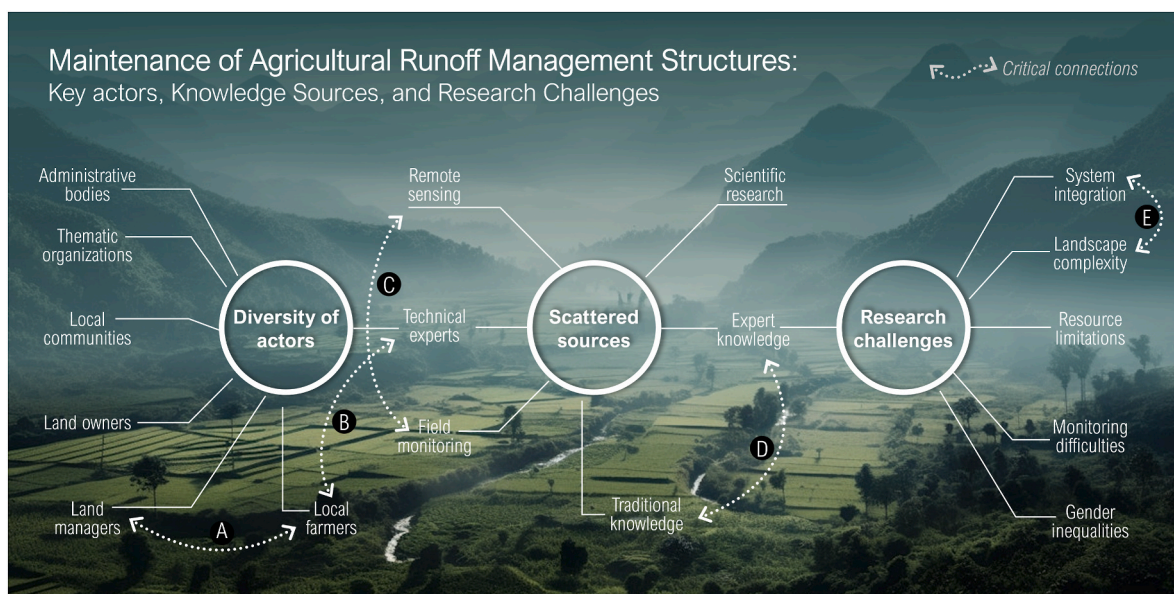 Maintenance of Agricultural Runoff Management Structures:
Key actors, Knowledge Sources, and Research Challenges
Critical connections
Administrative
bodies
Thematic
organizations
Local
communities
Land owners
Land
managers
Local
farmers
Diversity of
actors
A
B
C
Remote
sensing
Technical
experts
Field
monitoring
Scattered
sources
Scientific
research
Expert
knowledge
Traditional
knowledge
D
Research
challenges
System
integration
E
Landscape
complexity
Resource
limitations
Monitoring
difficulties
Gender
inequalities